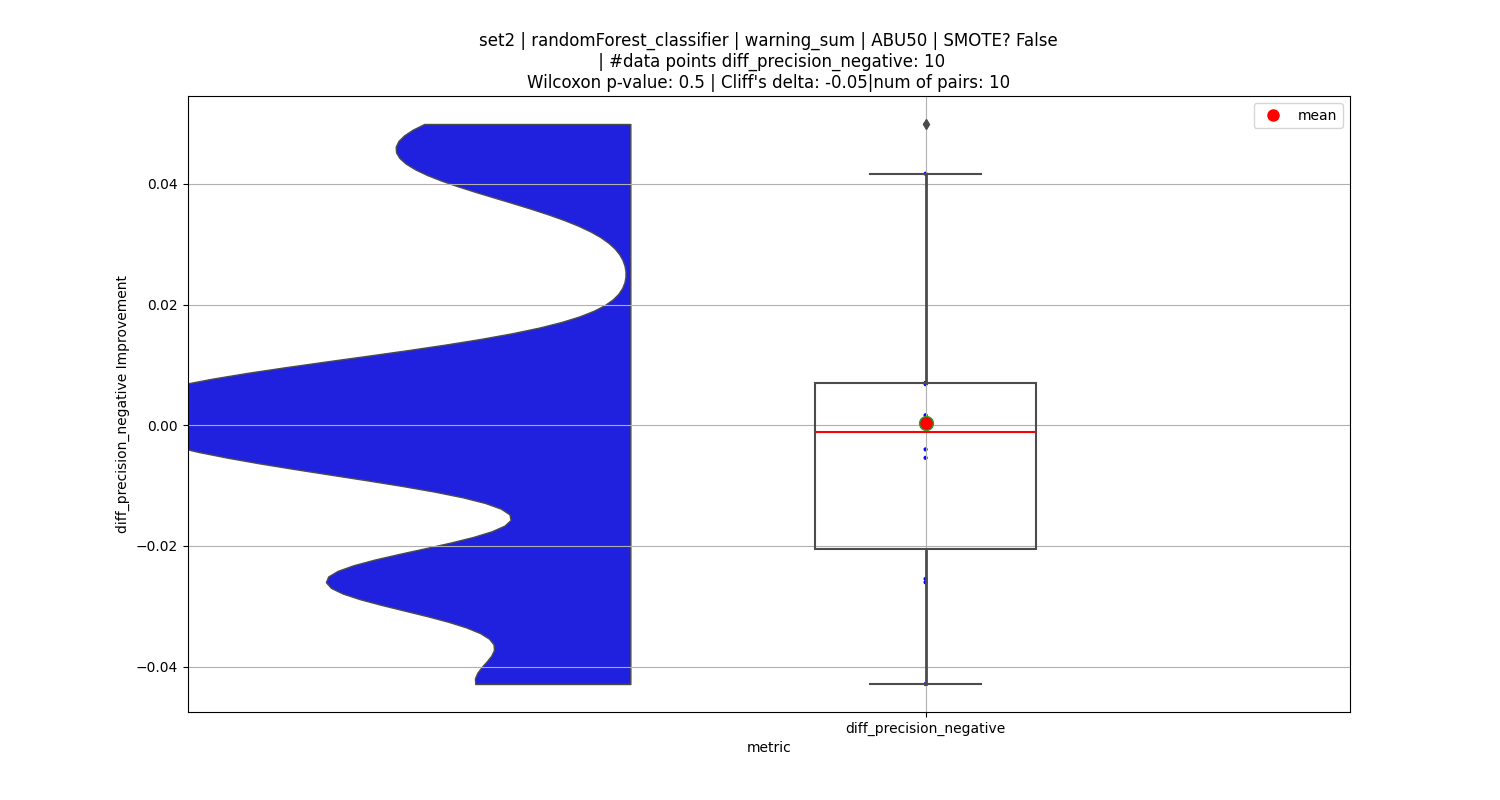 set2 | randomForest_classifier | warning_sum | ABU50 | SMOTE? False
| #data points diff_precision_negative: 10
Wilcoxon p-value: 0.5 | Cliff's delta: -0.05|num of pairs: 10
mean
0.04
0.02
0.00
−0.02
−0.04
diff_precision_negative Improvement
diff_precision_negative
metric